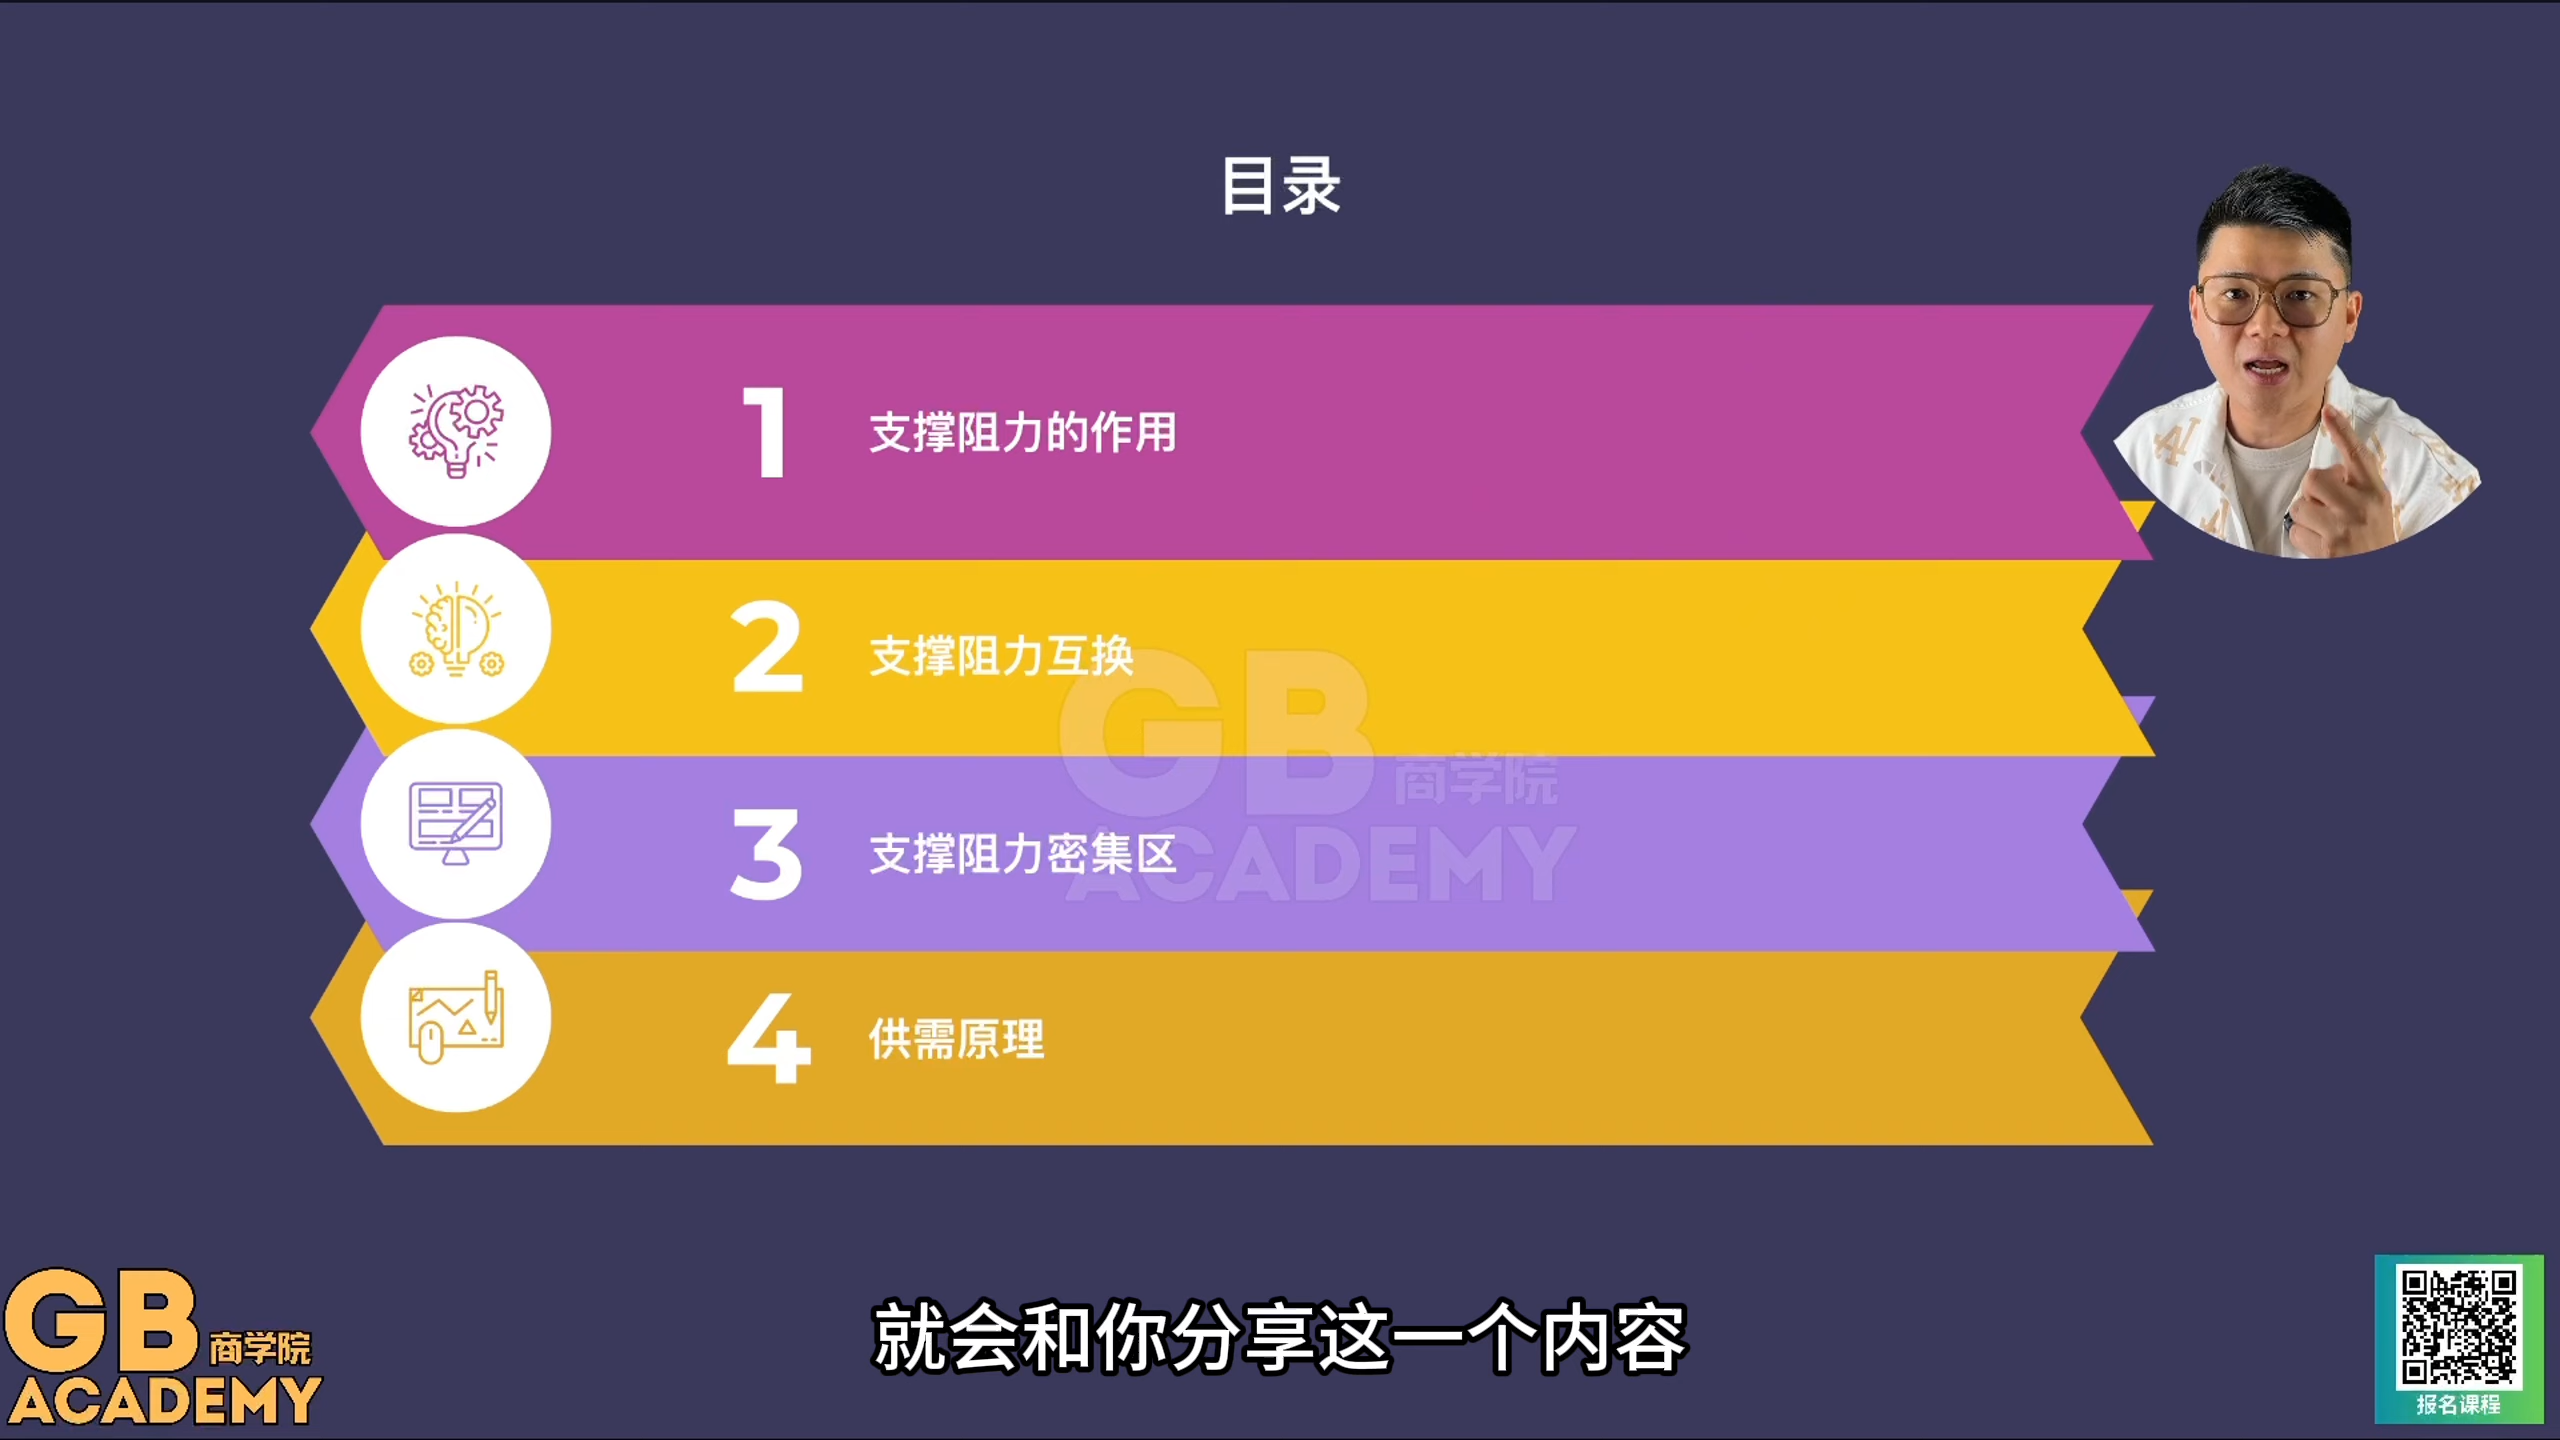 目录
1 支撑阻力的作用
2 支撑阻力互换
3 支撑阻力密集区
4 供需原理
GB 商学院
ACADEMY
就会和你分享这一个内容
GB 商学院
ACADEMY
报名课程